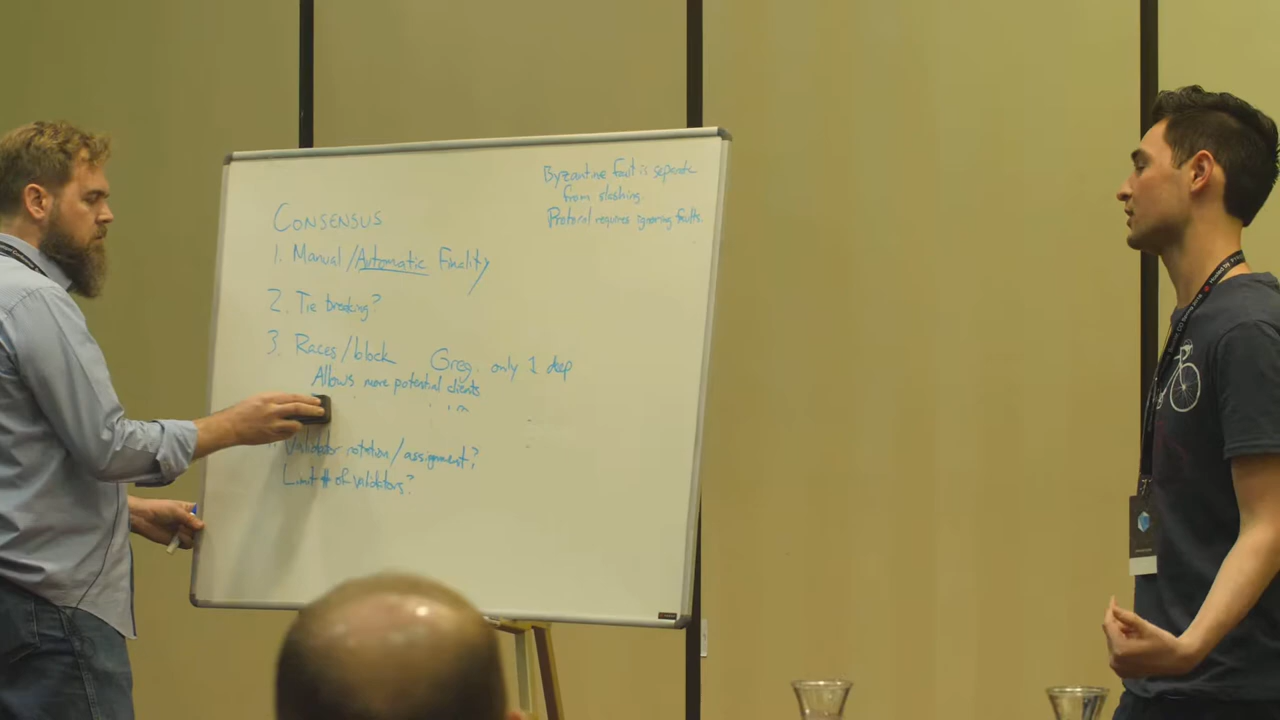 Byzantine fault is separate
from slashing.
Protocol requires ignoring faults.
CONSENSUS
1. Manual/Automatic Finality
2. Tie breaking?
3. Races/block Greg. only 1 deep
Allows more potential clients
Validator rotation/assignment?
Limit # of validators?